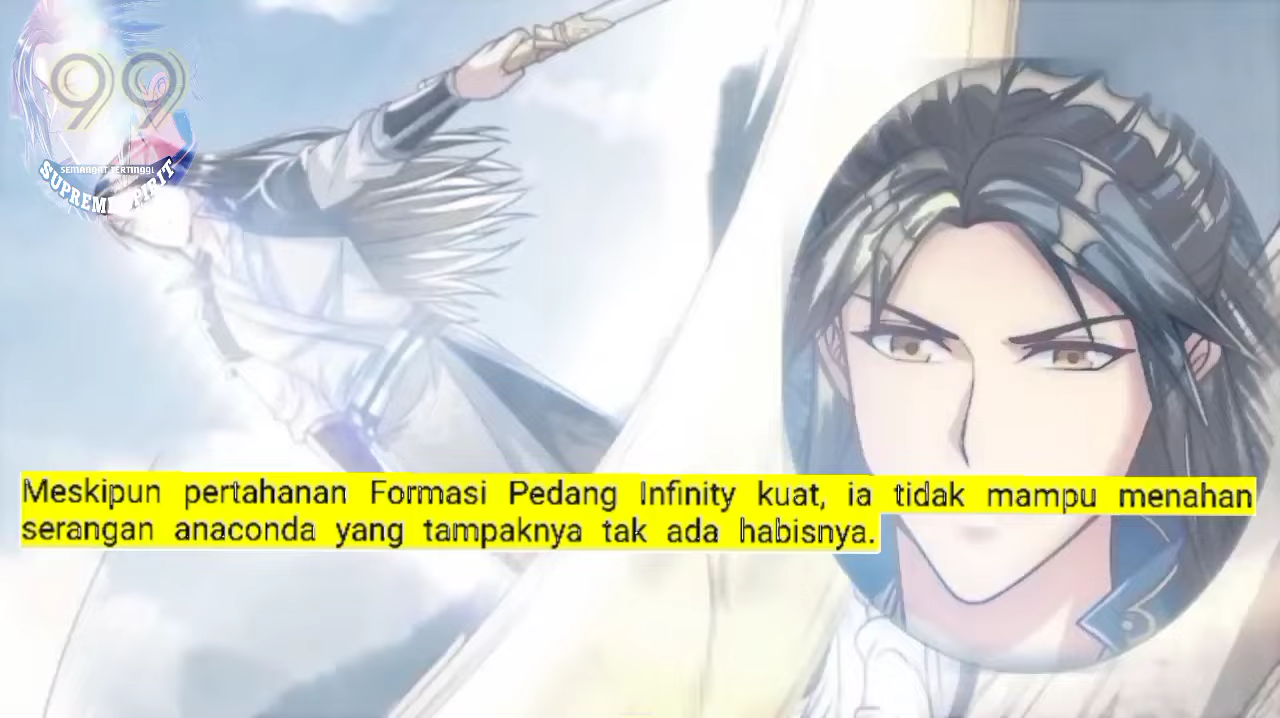 99
SEMANGAT TERTINGGI
SUPREME SPIRIT
Meskipun pertahanan Formasi Pedang Infinity kuat, ia tidak mampu menahan
serangan anaconda yang tampaknya tak ada habisnya.